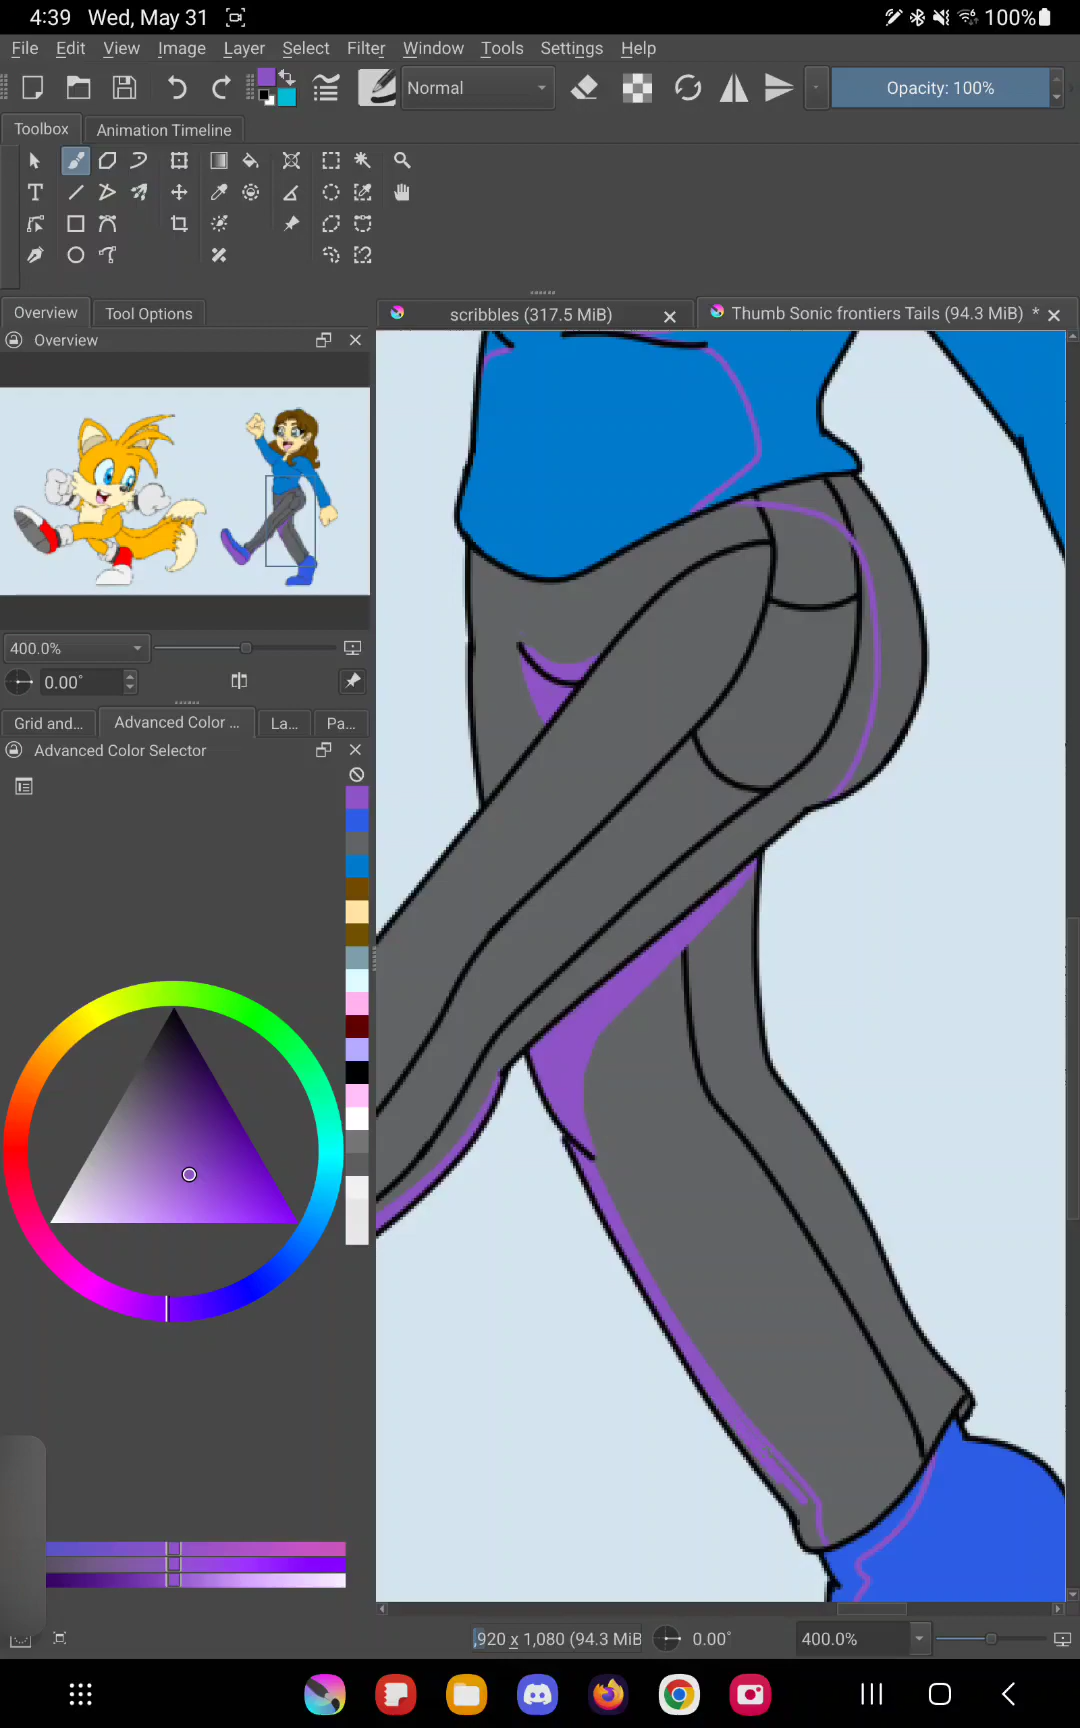 4:39 Wed, May 31 100%
File Edit View Image Layer Select Filter Window Tools Settings Help
Normal Opacity: 100%
Toolbox Animation Timeline
Overview Tool Options scribbles (317.5 MiB) Thumb Sonic frontiers Tails (94.3 MiB) *
Overview
400.0%
0.00°
Grid and... Advanced Color ... La... Pa...
Advanced Color Selector
,920 x 1,080 (94.3 MiB 0.00° 400.0%